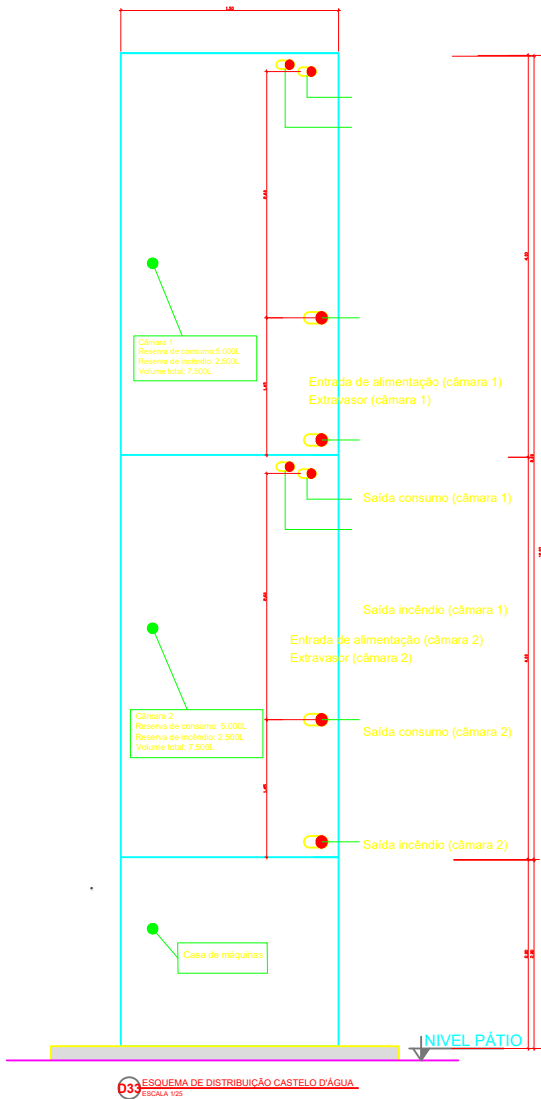 Câmara 1
Reserva de consumo:5.000L
Reserva de incêndio: 2.800L
Volume total: 7.800L
Entrada de alimentação (câmara 1)
Extravasor (câmara 1)
Saída consumo (câmara 1)
Saída incêndio (câmara 1)
Entrada de alimentação (câmara 2)
Extravasor (câmara 2)
Câmara 2
Reserva de consumo: 5.000L
Reserva de incêndio: 2.800L
Volume total: 7.800L
Saída consumo (câmara 2)
Saída incêndio (câmara 2)
Casa de máquinas
NIVEL PÁTIO
D33
ESQUEMA DE DISTRIBUIÇÃO CASTELO D'ÁGUA
ESCALA 1/25